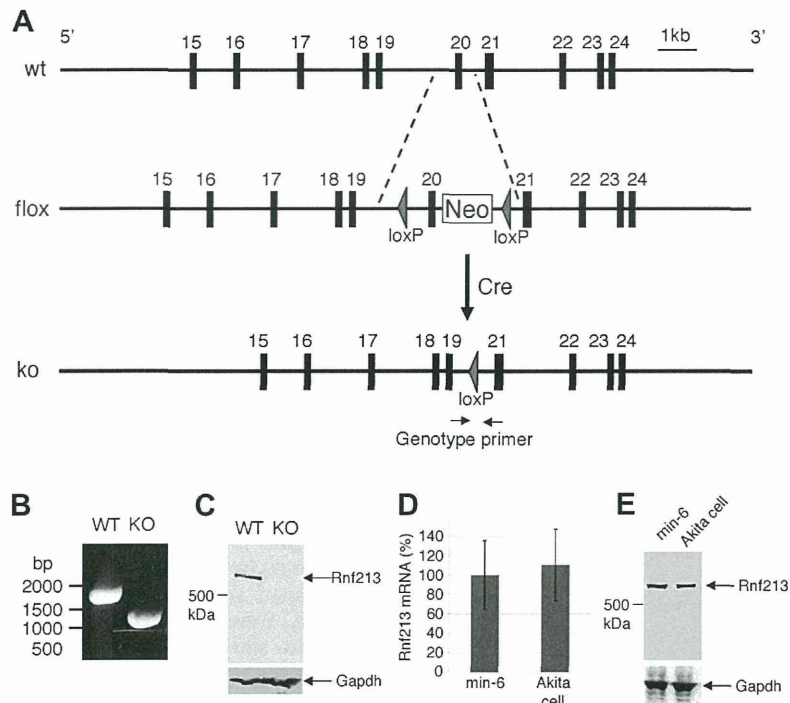 A
5’ 15 16 17 18 19 20 21 22 23 24 1kb 3’
wt
15 16 17 18 19 20 21 22 23 24
flox Neo
loxP loxP
Cre
15 16 17 18 19 21 22 23 24
ko
loxP
Genotype primer
B
WT KO
bp
2000
1500
1000
500
C
WT KO
Rnf213
500
kDa
Gapdh
D
Rnf213 mRNA (%)
140
120
100
80
60
40
20
0
min-6 Akita
cell
E
min-6 Akita cell
Rnf213
500
kDa
Gapdh